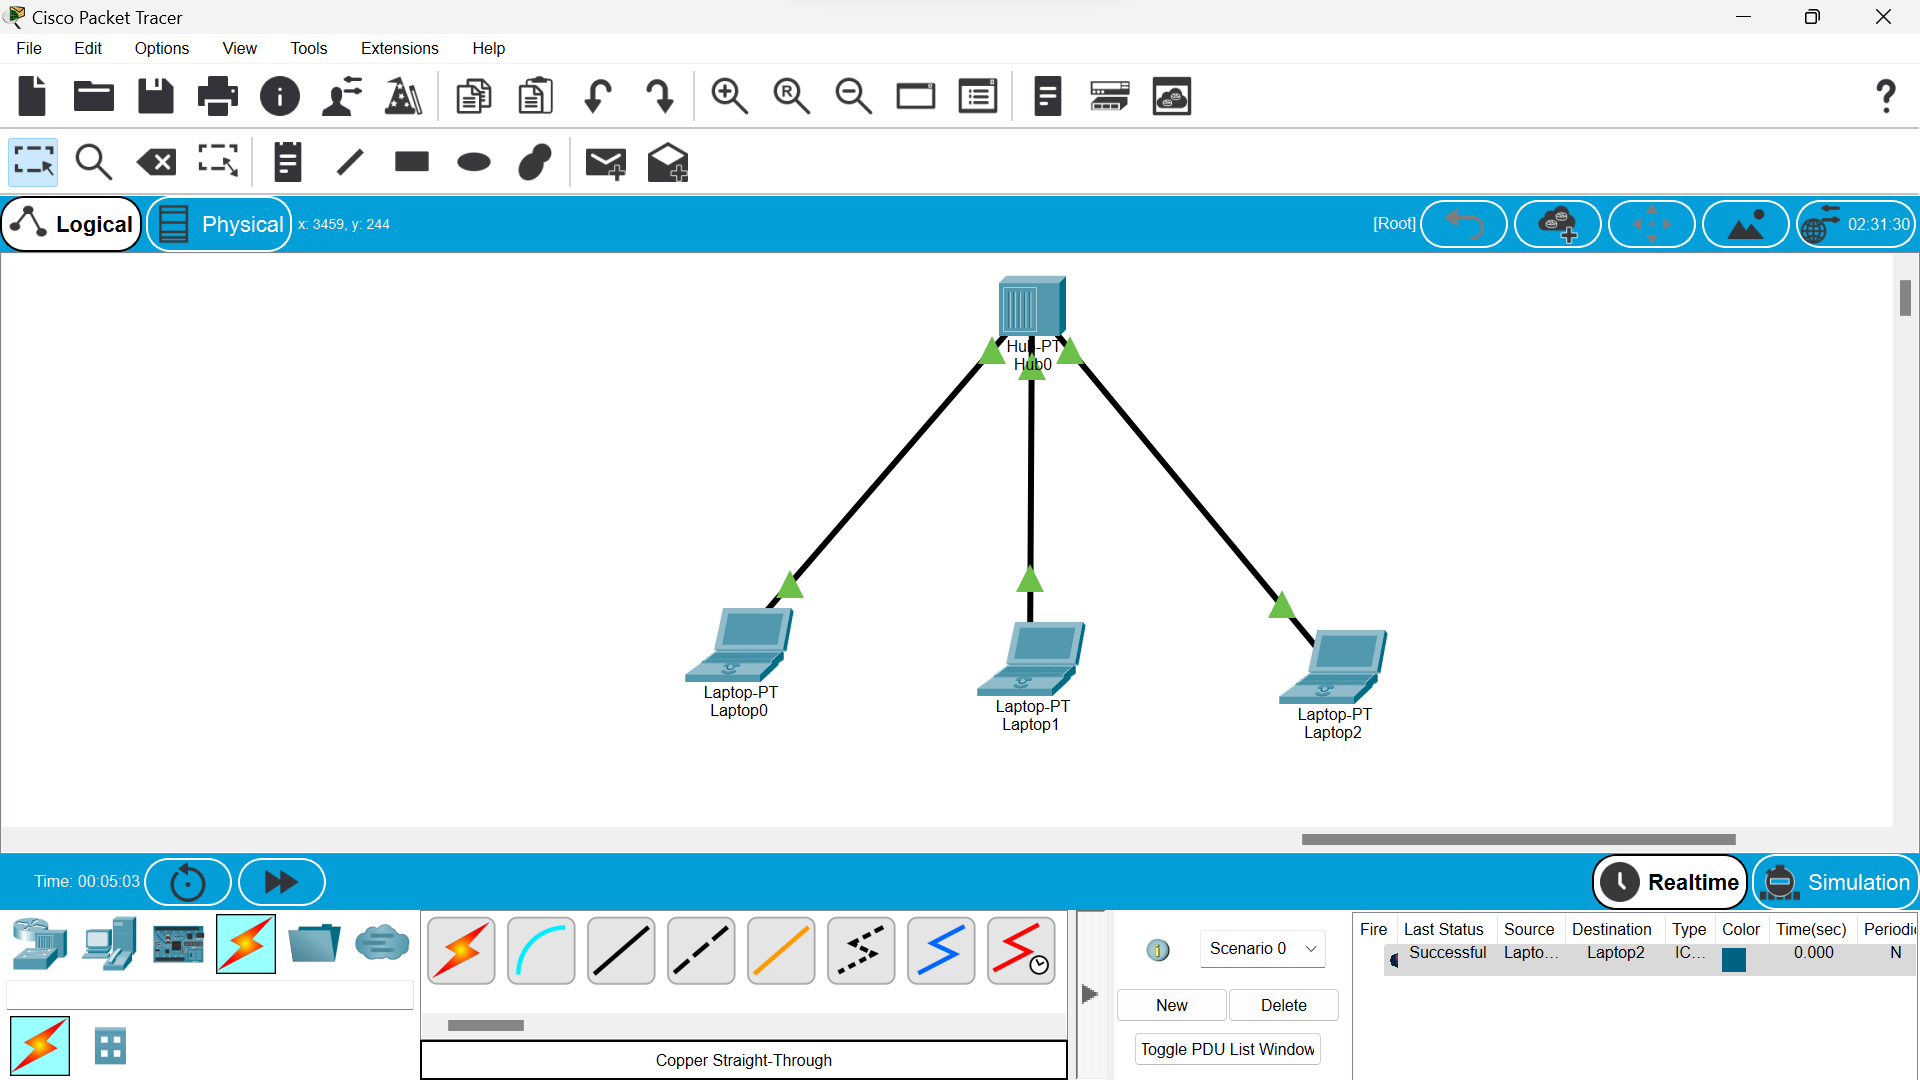 Cisco Packet Tracer
File Edit Options View Tools Extensions Help
Logical Physical x: 3459, y: 244 [Root] 02:31:30
Hub-PT
Hub0
Laptop-PT
Laptop0
Laptop-PT
Laptop1
Laptop-PT
Laptop2
Time: 00:05:03 Realtime Simulation
Fire Last Status Source Destination Type Color Time(sec) Periodic
Successful Lapto... Laptop2 IC... 0.000 N
Scenario 0
New Delete
Toggle PDU List Window
Copper Straight-Through